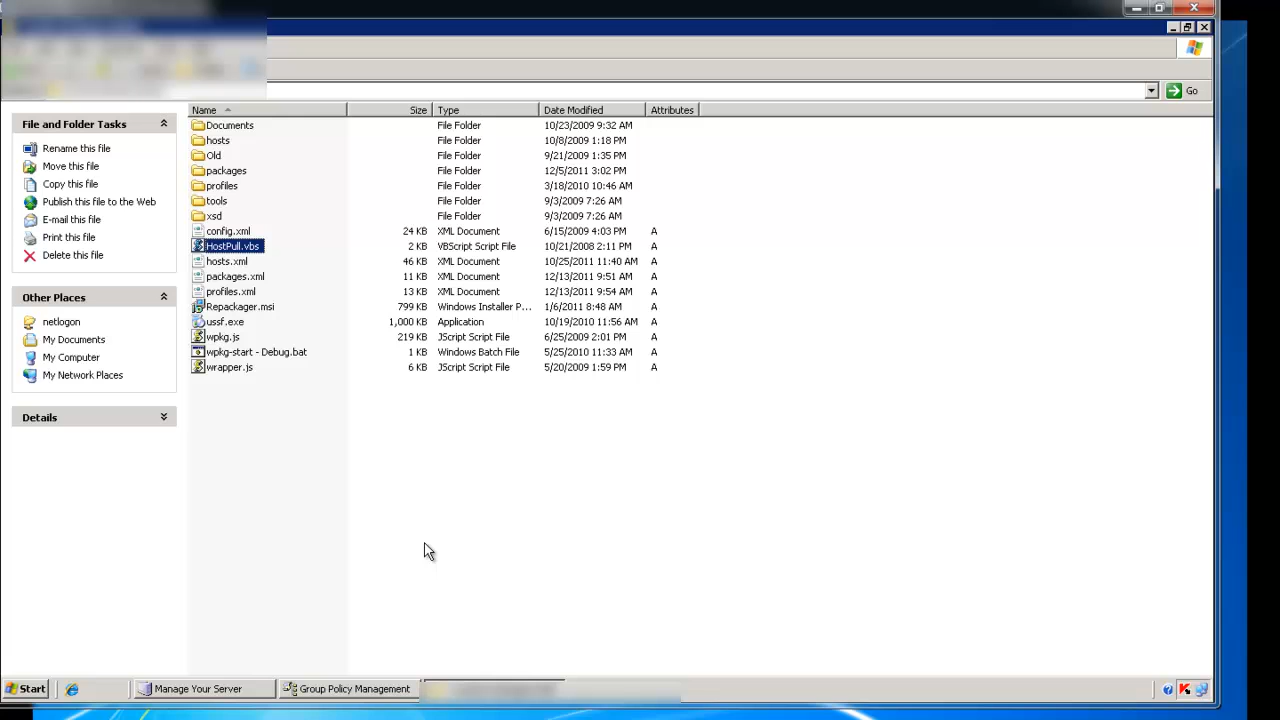 Go
Name Size Type Date Modified Attributes
File and Folder Tasks
Rename this file
Move this file
Copy this file
Publish this file to the Web
E-mail this file
Print this file
Delete this file
Other Places
netlogon
My Documents
My Computer
My Network Places
Details
Documents File Folder 10/23/2009 9:32 AM
hosts File Folder 10/8/2009 1:18 PM
Old File Folder 9/21/2009 1:35 PM
packages File Folder 12/5/2011 3:02 PM
profiles File Folder 3/18/2010 10:46 AM
tools File Folder 9/3/2009 7:26 AM
xsd File Folder 9/3/2009 7:26 AM
config.xml 24 KB XML Document 6/15/2009 4:03 PM A
HostPull.vbs 2 KB VBScript Script File 10/21/2008 2:11 PM A
hosts.xml 46 KB XML Document 10/25/2011 11:40 AM A
packages.xml 11 KB XML Document 12/13/2011 9:51 AM A
profiles.xml 13 KB XML Document 12/13/2011 9:54 AM A
Repackager.msi 799 KB Windows Installer P... 1/6/2011 8:48 AM A
ussf.exe 1,000 KB Application 10/19/2010 11:56 AM A
wpkg.js 219 KB JScript Script File 6/25/2009 2:01 PM A
wpkg-start - Debug.bat 1 KB Windows Batch File 5/25/2010 11:33 AM A
wrapper.js 6 KB JScript Script File 5/20/2009 1:59 PM A
Start Manage Your Server Group Policy Management